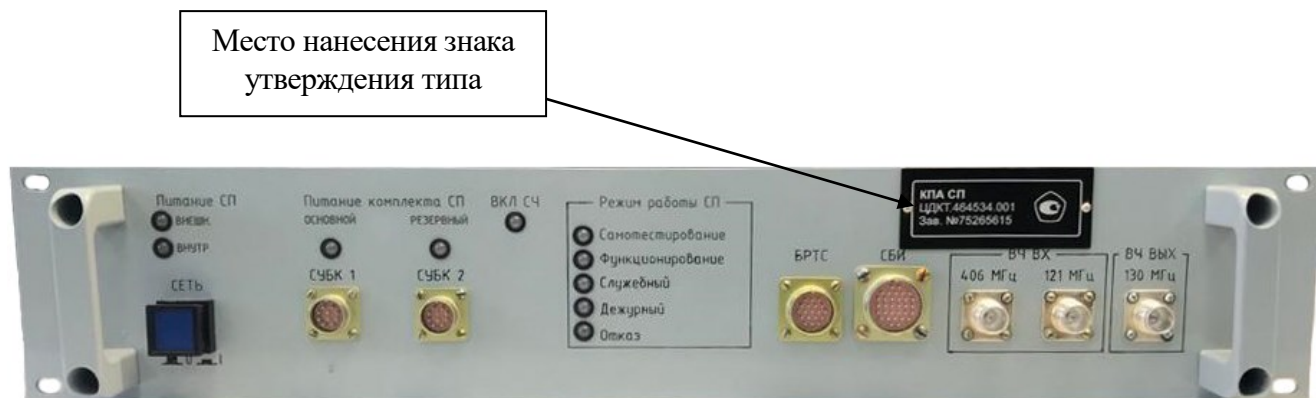 Место нанесения знака
утверждения типа
КПА СП
ЦДКТ.464534.001
Зав. №75265615
Питание СП
ВНЕШН.
ВНУТР.
СЕТЬ
0 1
Питание комплекта СП
ОСНОВНОЙ
РЕЗЕРВНЫЙ
СУБК 1
СУБК 2
ВКЛ СЧ
Режим работы СП
Самотестирование
Функционирование
Служебный
Дежурный
Отказ
БРТС
СБИ
ВЧ ВХ
406 МГц
121 МГц
ВЧ ВЫХ
130 МГц